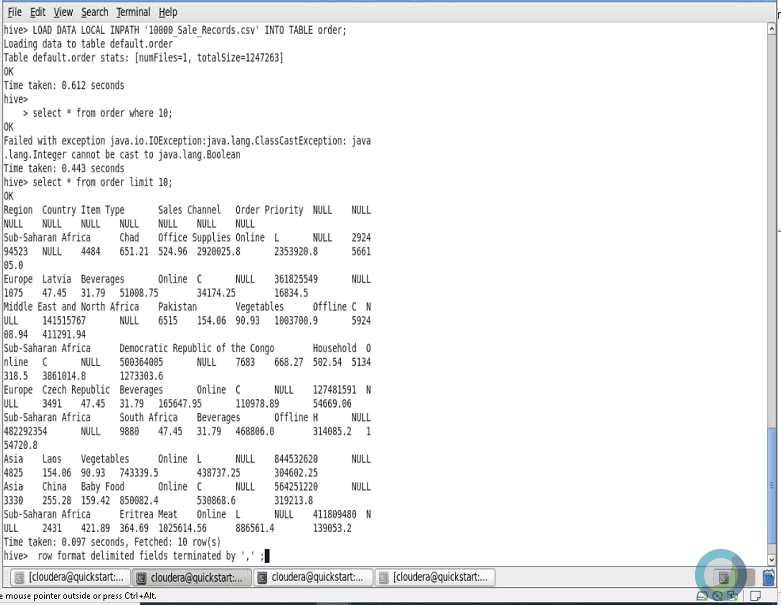 File Edit View Search Terminal Help
hive> LOAD DATA LOCAL INPATH '10000_Sale_Records.csv' INTO TABLE order;
Loading data to table default.order
Table default.order stats: [numFiles=1, totalSize=1247263]
OK
Time taken: 0.612 seconds
hive>
    > select * from order where 10;
OK
Failed with exception java.io.IOException:java.lang.ClassCastException: java
.lang.Integer cannot be cast to java.lang.Boolean
Time taken: 0.443 seconds
hive> select * from order limit 10;
OK
Region  Country Item Type       Sales Channel   Order Priority  NULL    NULL
NULL    NULL    NULL    NULL    NULL    NULL    NULL
Sub-Saharan Africa      Chad    Office Supplies Online  L       NULL    2924
94523   NULL    4484    651.21  524.96  2920025.8       2353920.8       5661
05.0
Europe  Latvia  Beverages       Online  C       NULL    361825549       NULL
1075    47.45   31.79   51008.75        34174.25        16834.5
Middle East and North Africa    Pakistan        Vegetables      Offline C  N
ULL     141515767       NULL    6515    154.06  90.93   1003700.9       5924
08.94   411291.94
Sub-Saharan Africa      Democratic Republic of the Congo        Household  O
nline   C       NULL    500364005       NULL    7683    668.27  502.54  5134
318.5   3861014.8       1273303.6
Europe  Czech Republic  Beverages       Online  C       NULL    127481591  N
ULL     3491    47.45   31.79   165647.95       110978.89       54669.06
Sub-Saharan Africa      South Africa    Beverages       Offline H       NULL
482292354       NULL    9880    47.45   31.79   468806.0        314085.2   1
54720.8
Asia    Laos    Vegetables      Online  L       NULL    844532620       NULL
4825    154.06  90.93   743339.5        438737.25       304602.25
Asia    China   Baby Food       Online  C       NULL    564251220       NULL
3330    255.28  159.42  850082.4        530868.6        319213.8
Sub-Saharan Africa      Eritrea Meat    Online  L       NULL    411809480  N
ULL     2431    421.89  364.69  1025614.56      886561.4        139053.2
Time taken: 0.097 seconds, Fetched: 10 row(s)
hive>  row format delimited fields terminated by ',' ;
[cloudera@quickstart:... cloudera@quickstart:... cloudera@quickstart:... [cloudera@quickstart:...
e mouse pointer outside or press Ctrl+Alt.